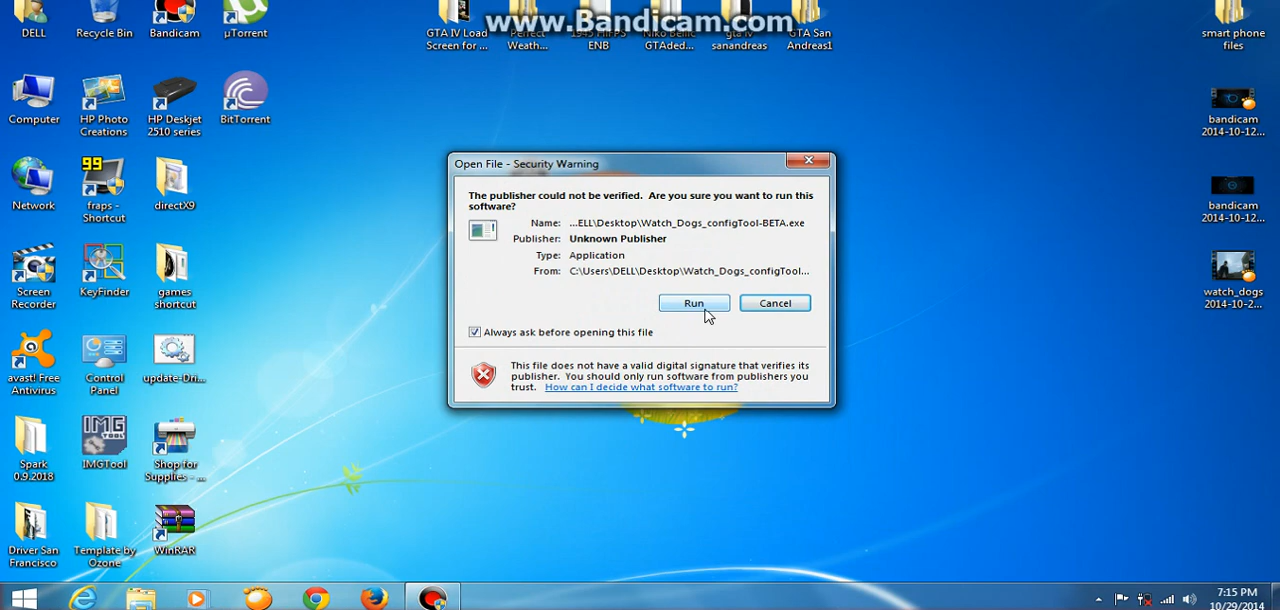 www.Bandicam.com
DELL
Recycle Bin
Bandicam
µTorrent
GTA IV Load
Screen for ...
Perfect
Weath...
1945 HFPS
ENB
Niko Bellic
GTAded...
gta iv
sanandreas
GTA San
Andreas1
smart phone
files
Computer
HP Photo
Creations
HP Deskjet
2510 series
BitTorrent
bandicam
2014-10-12...
Network
99
fraps -
Shortcut
directX9
bandicam
2014-10-12...
Screen
Recorder
KeyFinder
games
shortcut
watch_dogs
2014-10-2...
avast! Free
Antivirus
Control
Panel
update-Dri...
Spark
0.9.2018
IMG
TOOL
IMGTool
Shop for
Supplies - ...
Driver San
Francisco
Template by
Ozone
WinRAR
Open File - Security Warning
The publisher could not be verified. Are you sure you want to run this
software?
Name: ...ELL\Desktop\Watch_Dogs_configTool-BETA.exe
Publisher: Unknown Publisher
Type: Application
From: C:\Users\DELL\Desktop\Watch_Dogs_configTool...
Run
Cancel
Always ask before opening this file
This file does not have a valid digital signature that verifies its
publisher. You should only run software from publishers you
trust. How can I decide what software to run?
7:15 PM
10/29/2014